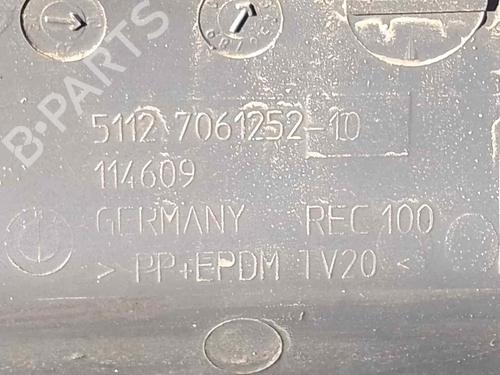 B-PARTS
5112 7061252-10
114609
GERMANY REC 100
> PP+EPDM TV20 <